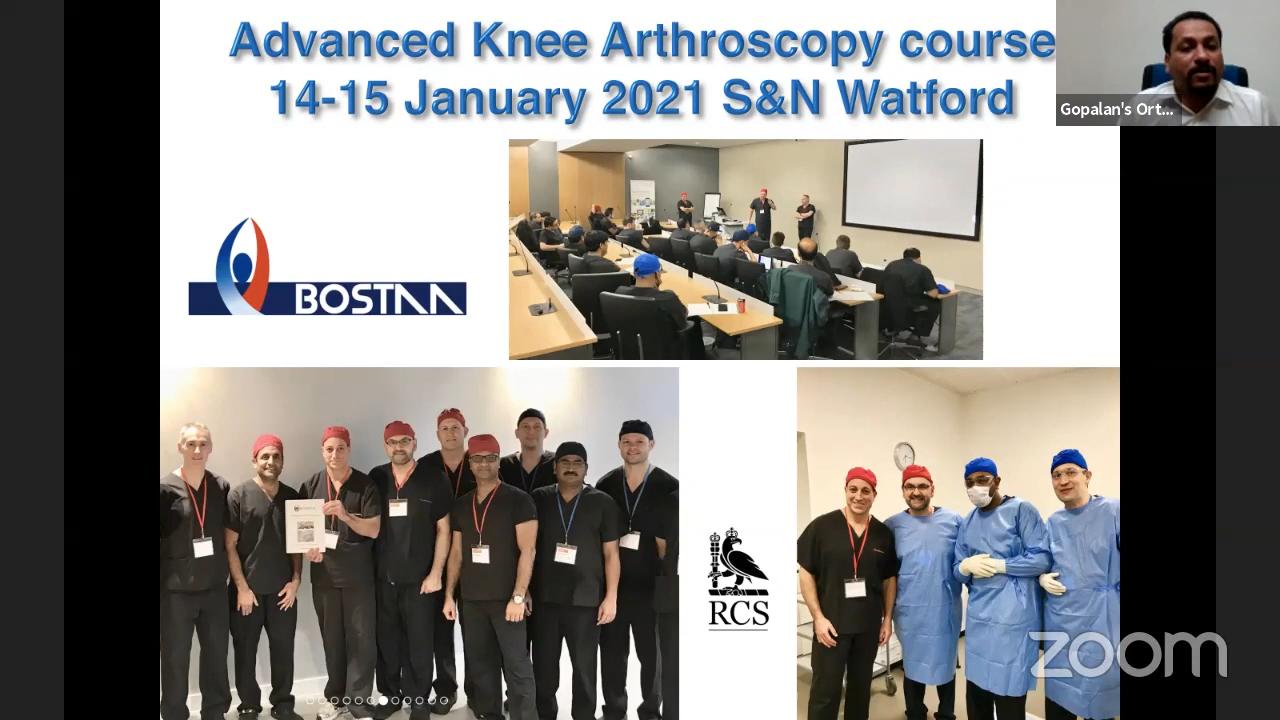 Advanced Knee Arthroscopy course
14-15 January 2021 S&N Watford
Gopalan's Ort...
BOSTAA
RCS
zoom